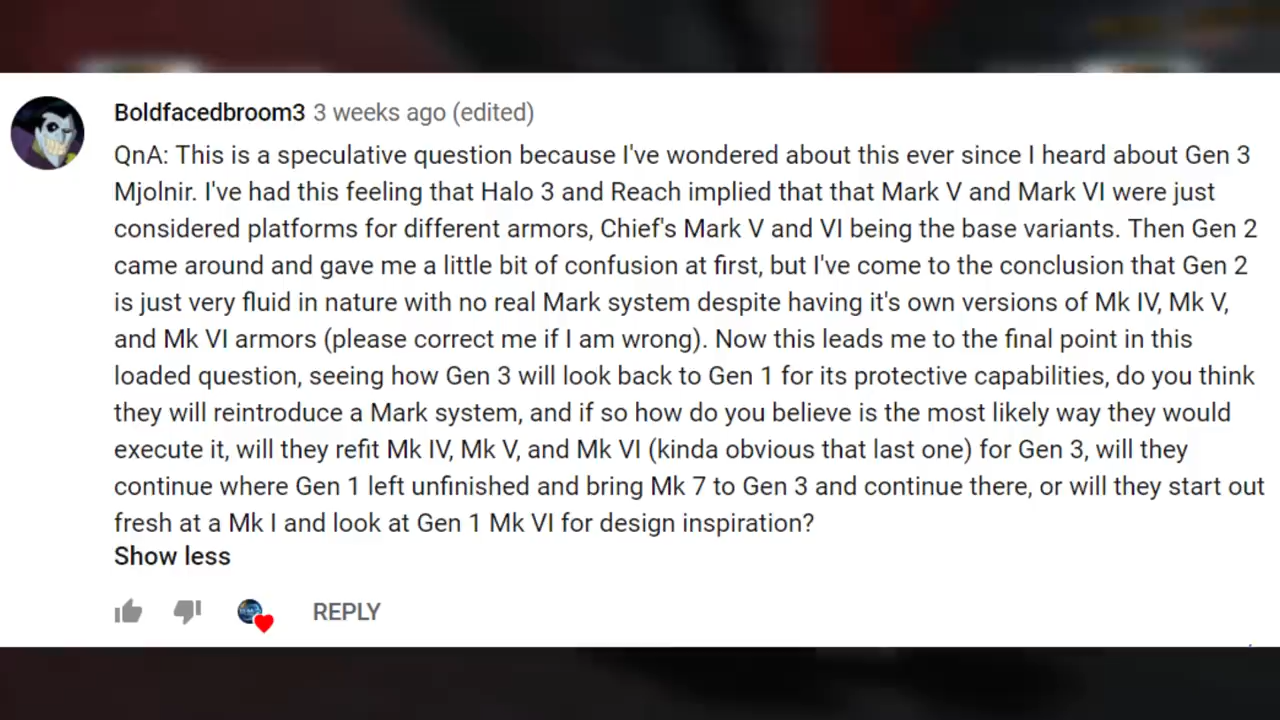 Boldfacedbroom3 3 weeks ago (edited)
QnA: This is a speculative question because I've wondered about this ever since I heard about Gen 3
Mjolnir. I've had this feeling that Halo 3 and Reach implied that that Mark V and Mark VI were just
considered platforms for different armors, Chief's Mark V and VI being the base variants. Then Gen 2
came around and gave me a little bit of confusion at first, but I've come to the conclusion that Gen 2
is just very fluid in nature with no real Mark system despite having it's own versions of Mk IV, Mk V,
and Mk VI armors (please correct me if I am wrong). Now this leads me to the final point in this
loaded question, seeing how Gen 3 will look back to Gen 1 for its protective capabilities, do you think
they will reintroduce a Mark system, and if so how do you believe is the most likely way they would
execute it, will they refit Mk IV, Mk V, and Mk VI (kinda obvious that last one) for Gen 3, will they
continue where Gen 1 left unfinished and bring Mk 7 to Gen 3 and continue there, or will they start out
fresh at a Mk I and look at Gen 1 Mk VI for design inspiration?
Show less
REPLY